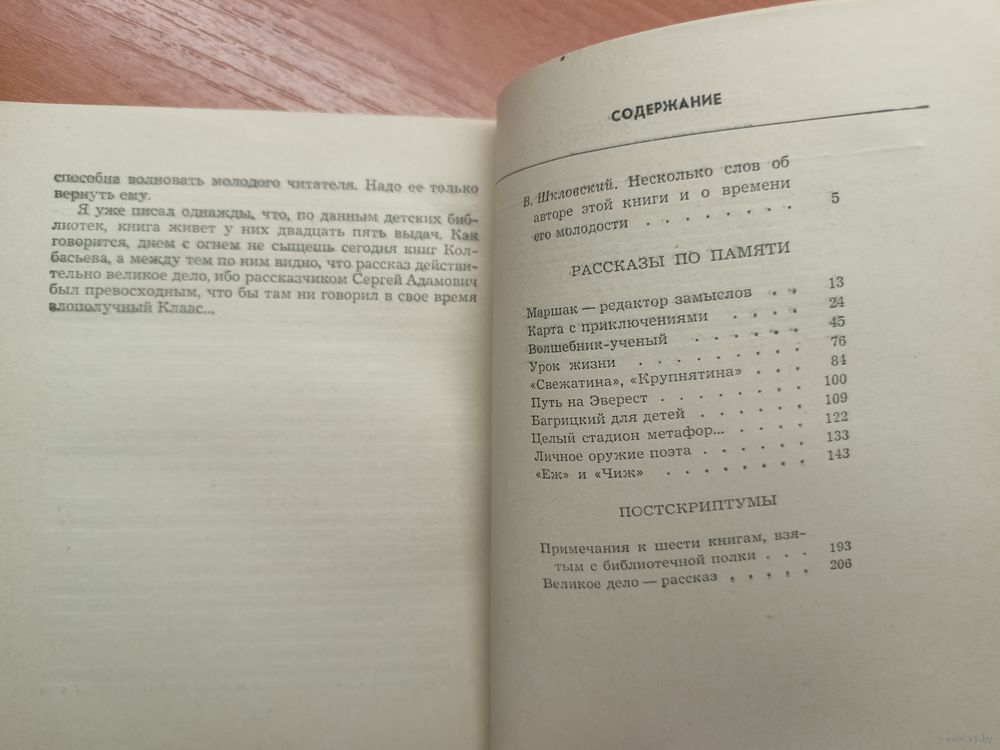 способна волновать молодого читателя. Надо ее только
вернуть ему.
Я уже писал однажды, что, по данным детских биб-
лиотек, книга живет у них двадцать пять выдач. Как
говорится, днем с огнем не сыщешь сегодня книг Кол-
басьева, а между тем по ним видно, что рассказ действи-
тельно великое дело, ибо рассказчиком Сергей Адамович
был превосходным, что бы там ни говорил в свое время
злополучный Клаас...
СОДЕРЖАНИЕ
В. Шкловский. Несколько слов об
авторе этой книги и о времени
его молодости . . . . . . . . 5
РАССКАЗЫ ПО ПАМЯТИ
Маршак — редактор замыслов . . 13
Карта с приключениями . . . . 24
Волшебник-ученый . . . . . . 45
Урок жизни . . . . . . . . 76
«Свежатина», «Крупнятина» . . . 84
Путь на Эверест . . . . . . . 100
Багрицкий для детей . . . . . 109
Целый стадион метафор... . . . . 122
Личное оружие поэта . . . . . 133
«Еж» и «Чиж» . . . . . . . 143
ПОСТСКРИПТУМЫ
Примечания к шести книгам, взя-
тым с библиотечной полки . . . 193
Великое дело — рассказ . . . . . 206
www.ay.by